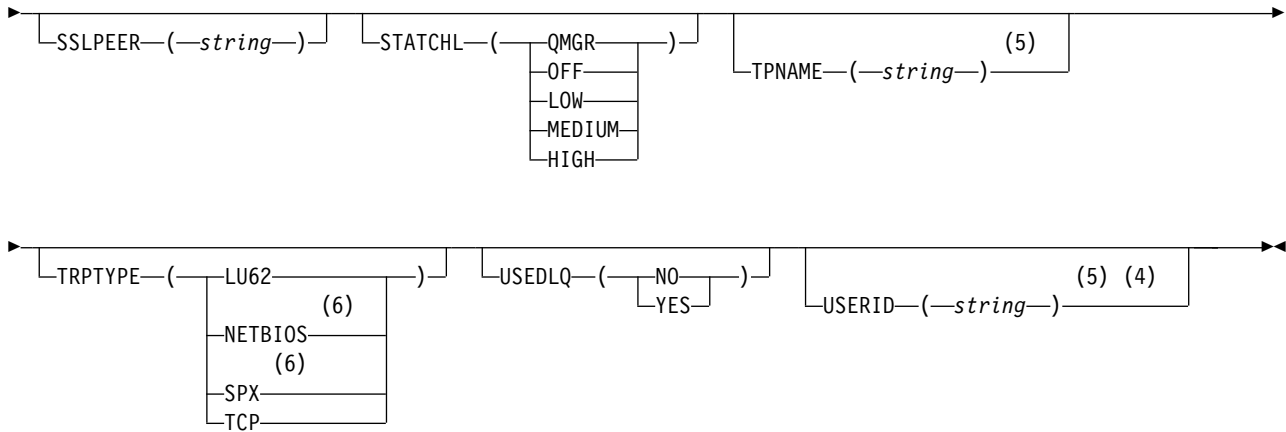 SSLPEER ( string ) STATCHL ( QMGR ) (5)
OFF TPNAME ( string )
LOW
MEDIUM
HIGH
TRPTYPE ( LU62 ) USEDLQ ( NO ) (5) (4)
(6) YES USERID ( string )
NETBIOS
(6)
SPX
TCP